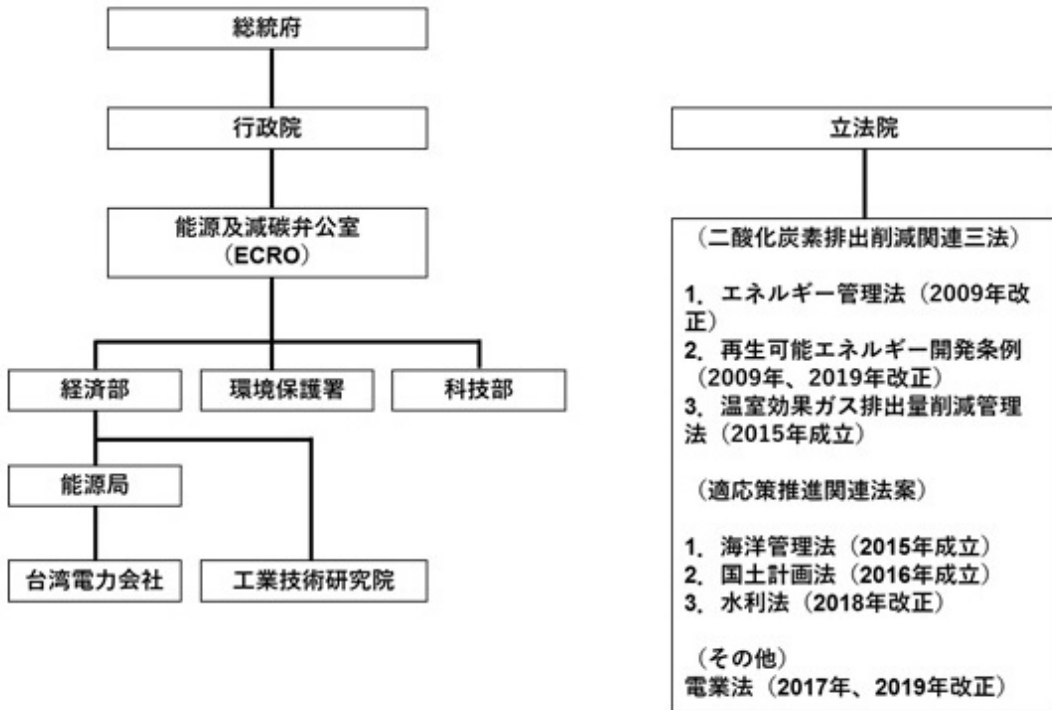 総統府
行政院
能源及減碳弁公室
（ECRO）
経済部
環境保護署
科技部
能源局
台湾電力会社
工業技術研究院
立法院
（二酸化炭素排出削減関連三法）
1．エネルギー管理法（2009年改
正）
2．再生可能エネルギー開発条例
（2009年、2019年改正）
3．温室効果ガス排出量削減管理
法（2015年成立）
（適応策推進関連法案）
1．海洋管理法（2015年成立）
2．国土計画法（2016年成立）
3．水利法（2018年改正）
（その他）
電業法（2017年、2019年改正）